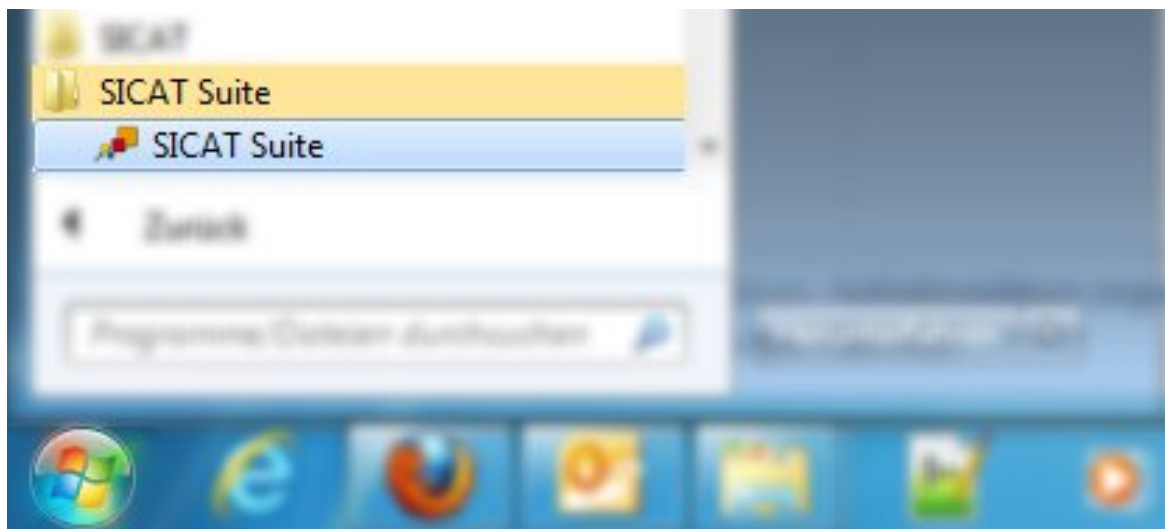 SICAT
SICAT Suite
SICAT Suite
Zurück
Programme/Dateien durchsuchen